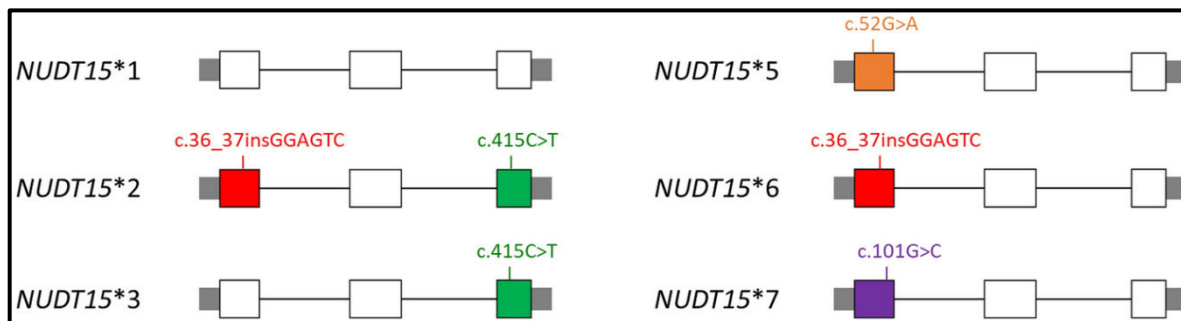 c.52G>A
NUDT15*1
NUDT15*5
c.36_37insGGAGTC
c.415C>T
c.36_37insGGAGTC
NUDT15*2
NUDT15*6
c.415C>T
c.101G>C
NUDT15*3
NUDT15*7